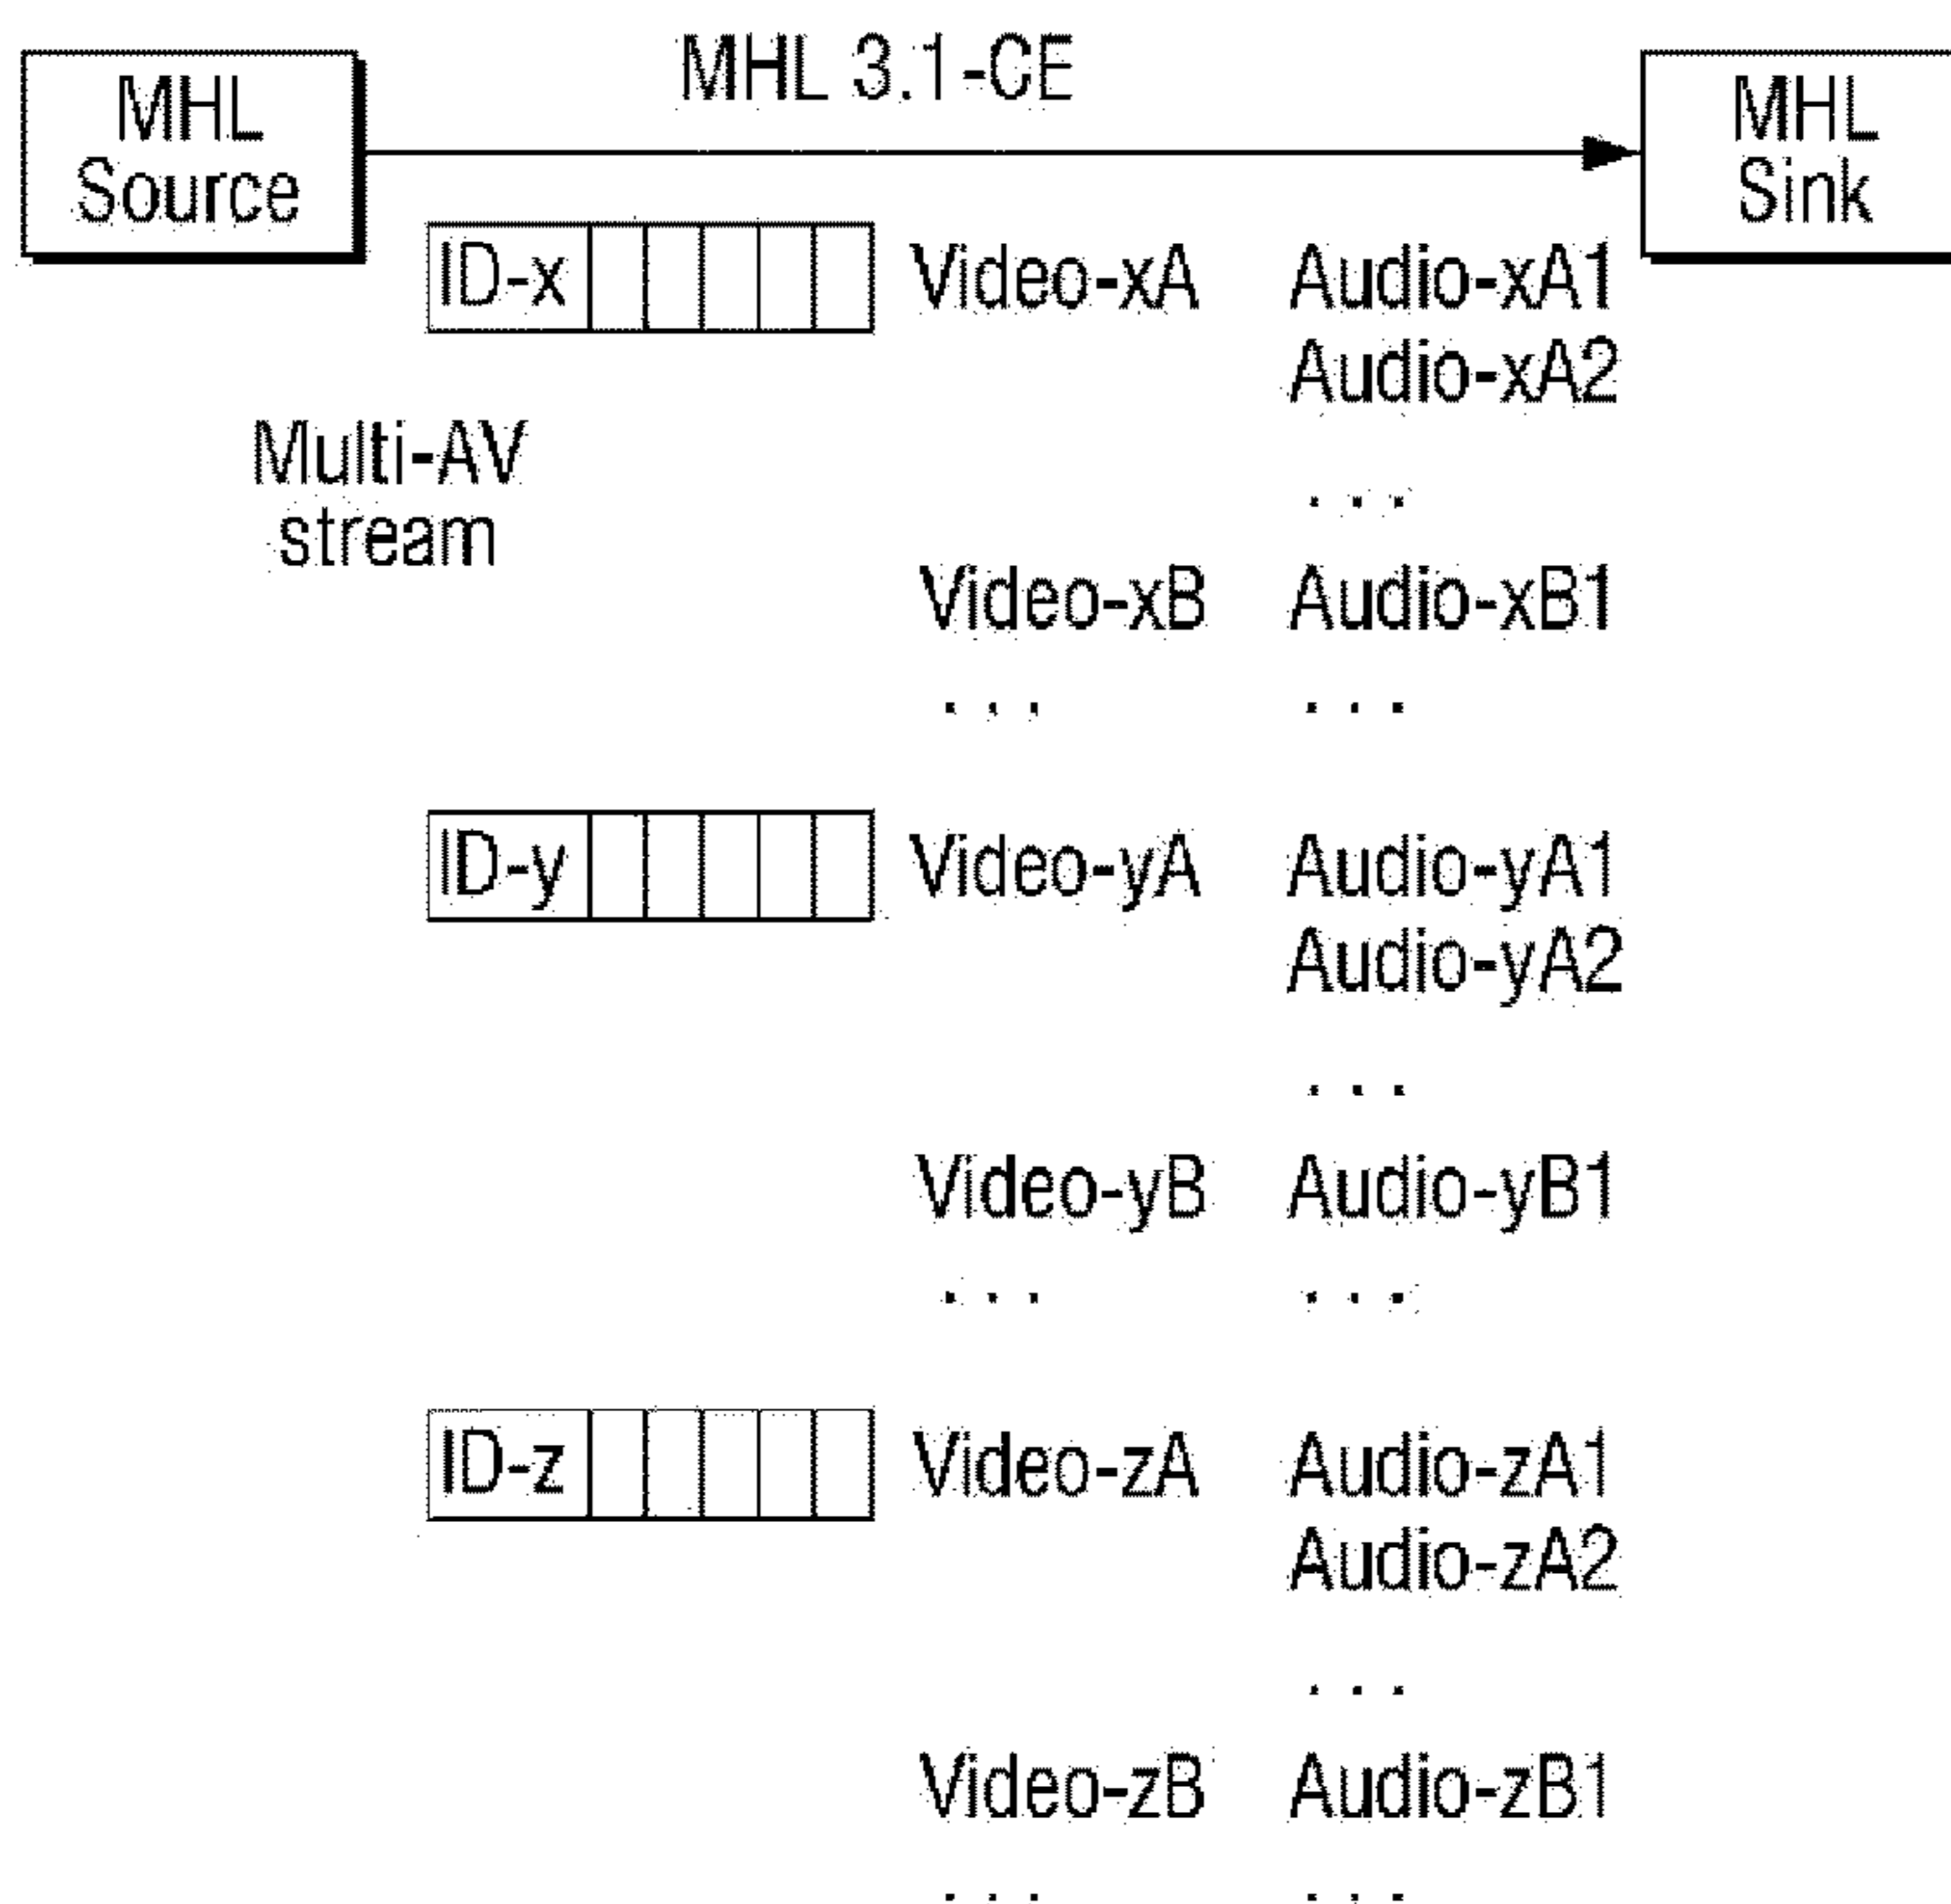 MHL
Source
MHL 3.1-CE
MHL
Sink
ID-x Video-xA Audio-xA1
Audio-xA2
Multi-AV
stream
...
Video-xB Audio-xB1
... ...
ID-y Video-yA Audio-yA1
Audio-yA2
...
Video-yB Audio-yB1
... ...
ID-z Video-zA Audio-zA1
Audio-zA2
...
Video-zB Audio-zB1
... ...